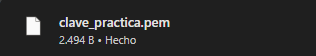 clave_practica.pem
2.494 B • Hecho